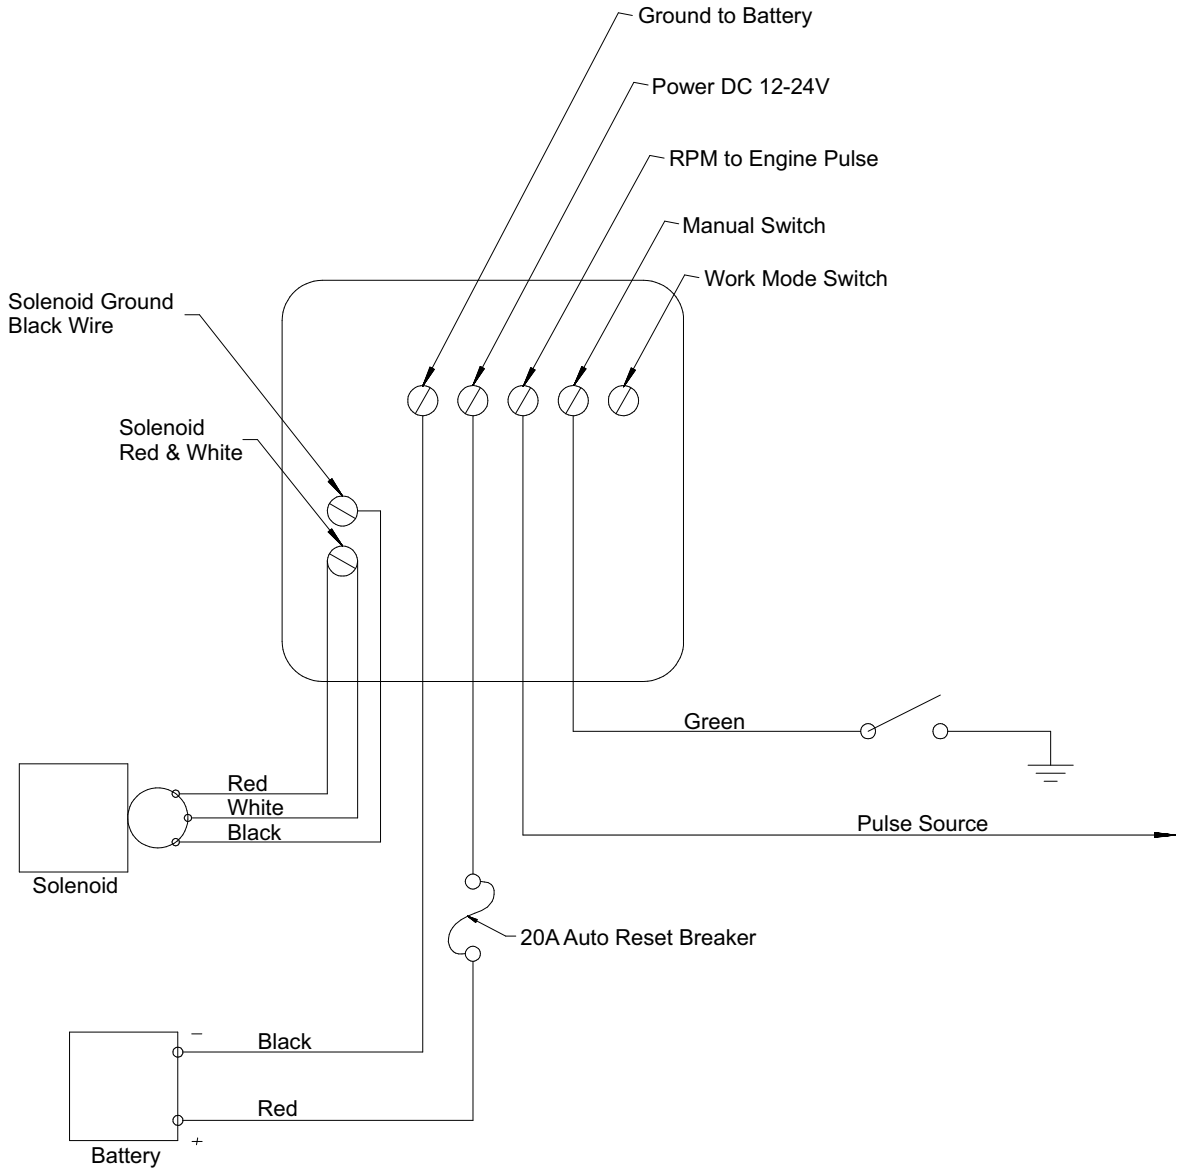 Ground to Battery
Power DC 12-24V
RPM to Engine Pulse
Manual Switch
Work Mode Switch
Solenoid Ground
Black Wire
Solenoid
Red & White
Green
Red
White
Black
Pulse Source
Solenoid
20A Auto Reset Breaker
−
Black
Red
+
Battery